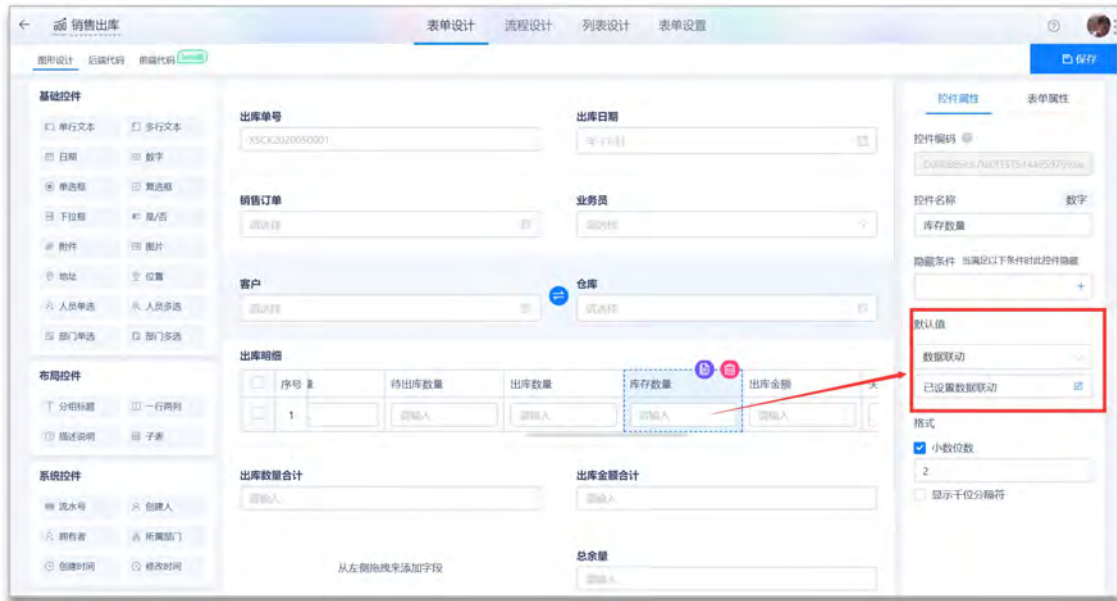 销售出库
表单设计 流程设计 列表设计 表单设置
图形设计 后端代码 前端代码
保存
基础控件
单行文本 多行文本
日期 数字
单选框 复选框
下拉框 是/否
附件 图片
地址 位置
人员单选 人员多选
部门单选 部门多选
布局控件
分组标题 一行两列
描述说明 子表
系统控件
流水号 创建人
拥有者 所属部门
创建时间 修改时间
出库单号 出库日期
XSCK2020050001 年-月-日
销售订单 业务员
请选择 请选择
客户 仓库
请选择 请选择
出库明细
序号 待出库数量 出库数量 库存数量 出库金额
1 请输入 请输入 请输入 请输入
出库数量合计 出库金额合计
请输入 请输入
从左侧拖拽来添加字段
总余量
请输入
控件属性 表单属性
控件编码
控件名称 数字
库存数量
隐藏条件 当满足以下条件时此控件隐藏
默认值
数据联动
已设置数据联动
格式
小数位数
2
显示千位分隔符